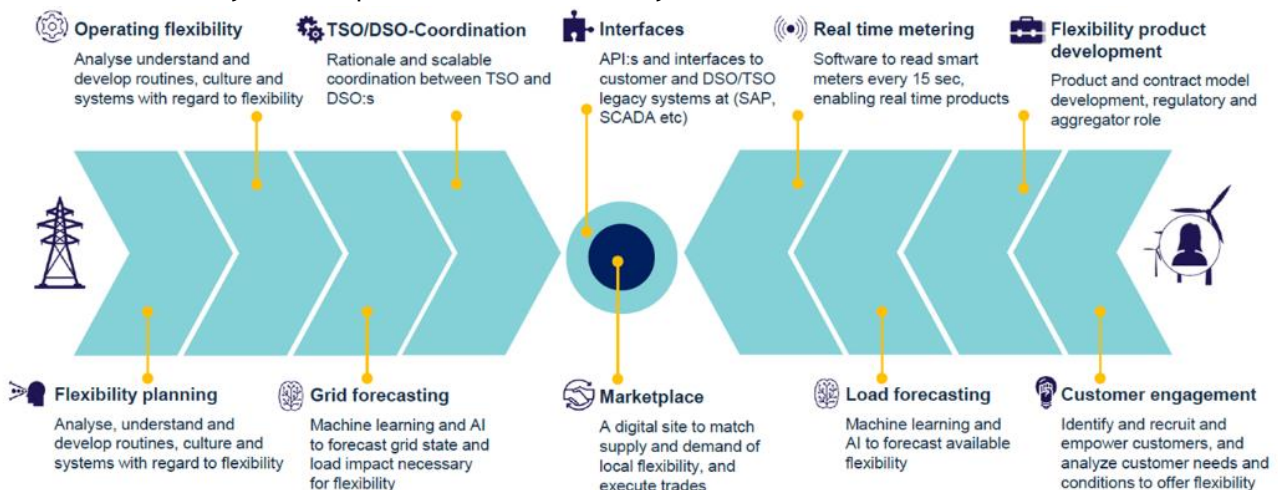 Operating flexibility
Analyse understand and
develop routines, culture and
systems with regard to flexibility
TSO/DSO-Coordination
Rationale and scalable
coordination between TSO and
DSO:s
Interfaces
API:s and interfaces to
customer and DSO/TSO
legacy systems at (SAP,
SCADA etc)
Real time metering
Software to read smart
meters every 15 sec,
enabling real time products
Flexibility product
development
Product and contract model
development, regulatory and
aggregator role
Flexibility planning
Analyse, understand and
develop routines, culture and
systems with regard to flexibility
Grid forecasting
Machine learning and AI
to forecast grid state and
load impact necessary
for flexibility
Marketplace
A digital site to match
supply and demand of
local flexibility, and
execute trades
Load forecasting
Machine learning and
AI to forecast available
flexibility
Customer engagement
Identify and recruit and
empower customers, and
analyze customer needs and
conditions to offer flexibility